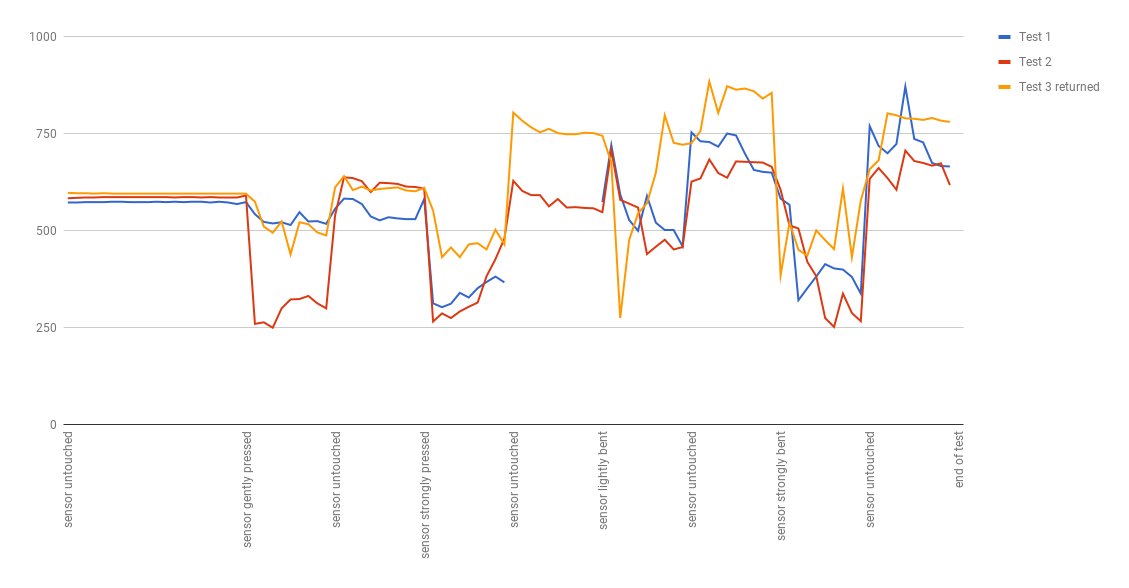 1000
750
500
250
0
sensor untouched
sensor gently pressed
sensor untouched
sensor strongly pressed
sensor untouched
sensor lightly bent
sensor untouched
sensor strongly bent
sensor untouched
end of test
Test 1
Test 2
Test 3 returned